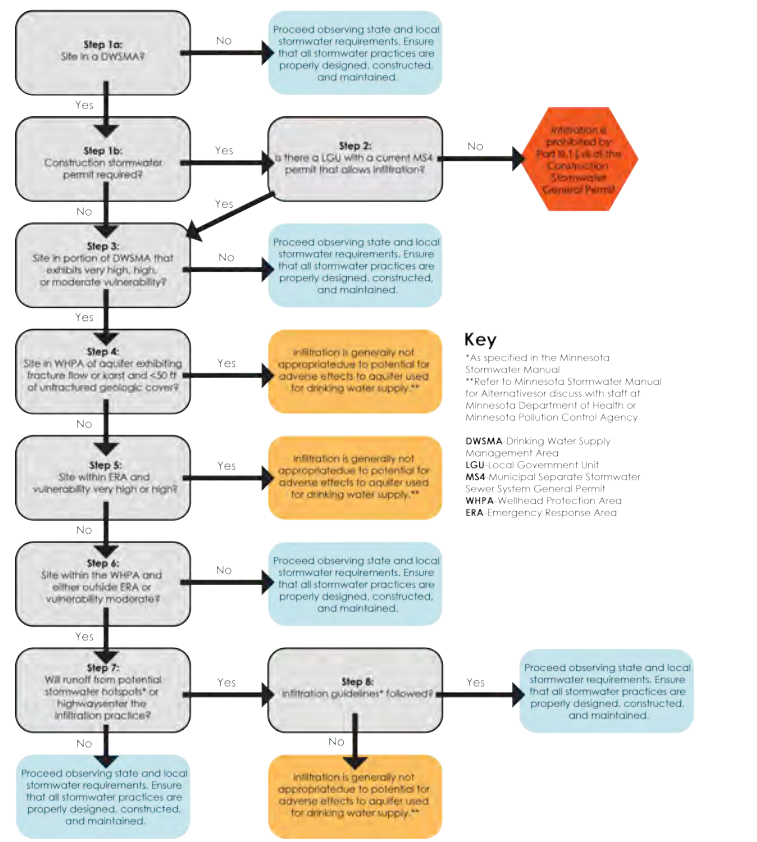 Step 1a:
Site in a DWSMA?
No
Proceed observing state and local
stormwater requirements. Ensure
that all stormwater practices are
properly designed, constructed,
and maintained.
Yes
Step 1b:
Construction stormwater
permit required?
Yes
Step 2:
Is there a LGU with a current MS4
permit that allows infiltration?
No
Infiltration is
prohibited by
Part III.1.j.vii of the
Construction
Stormwater
General Permit
No
Yes
Step 3:
Site in portion of DWSMA that
exhibits very high, high,
or moderate vulnerability?
No
Proceed observing state and local
stormwater requirements. Ensure
that all stormwater practices are
properly designed, constructed,
and maintained.
Yes
Step 4:
Site in WHPA of aquifer exhibiting
fracture flow or karst and <50 ft
of unfractured geologic cover?
Yes
Infiltration is generally not
appropriatedue to potential for
adverse effects to aquifer used
for drinking water supply.**
No
Step 5:
Site within ERA and
vulnerability very high or high?
Yes
Infiltration is generally not
appropriatedue to potential for
adverse effects to aquifer used
for drinking water supply.**
No
Step 6:
Site within the WHPA and
either outside ERA or
vulnerability moderate?
No
Proceed observing state and local
stormwater requirements. Ensure
that all stormwater practices are
properly designed, constructed,
and maintained.
Yes
Step 7:
Will runoff from potential
stormwater hotspots* or
highwaysenter the
infiltration practice?
Yes
Step 8:
Infiltration guidelines* followed?
Yes
Proceed observing state and local
stormwater requirements. Ensure
that all stormwater practices are
properly designed, constructed,
and maintained.
No
Proceed observing state and local
stormwater requirements. Ensure
that all stormwater practices are
properly designed, constructed,
and maintained.
No
Infiltration is generally not
appropriatedue to potential for
adverse effects to aquifer used
for drinking water supply.**
Key
*As specified in the Minnesota
Stormwater Manual
**Refer to Minnesota Stormwater Manual
for Alternativesor discuss with staff at
Minnesota Department of Health or
Minnesota Pollution Control Agency
DWSMA-Drinking Water Supply
Management Area
LGU-Local Government Unit
MS4-Municipal Separate Stormwater
Sewer System General Permit
WHPA-Wellhead Protection Area
ERA-Emergency Response Area